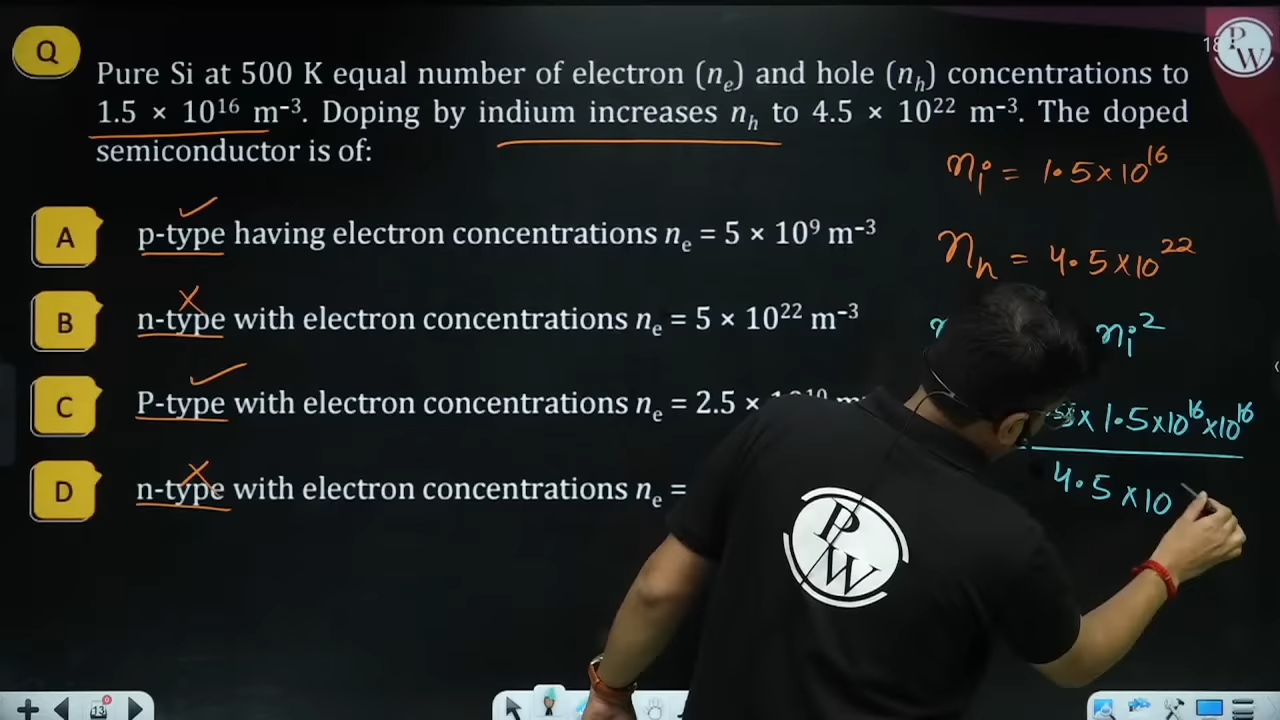 Q
18
PW
Pure Si at 500 K equal number of electron (nₑ) and hole (nₕ) concentrations to
1.5 × 10¹⁶ m⁻³. Doping by indium increases nₕ to 4.5 × 10²² m⁻³. The doped
semiconductor is of:
nᵢ = 1.5×10¹⁶
A p-type having electron concentrations nₑ = 5 × 10⁹ m⁻³
nₕ = 4.5×10²²
B n-type with electron concentrations nₑ = 5 × 10²² m⁻³
nᵢ²
C P-type with electron concentrations nₑ = 2.5 ×
× 1.5×10¹⁶×10¹⁶
4.5×10
D n-type with electron concentrations nₑ =
PW
13